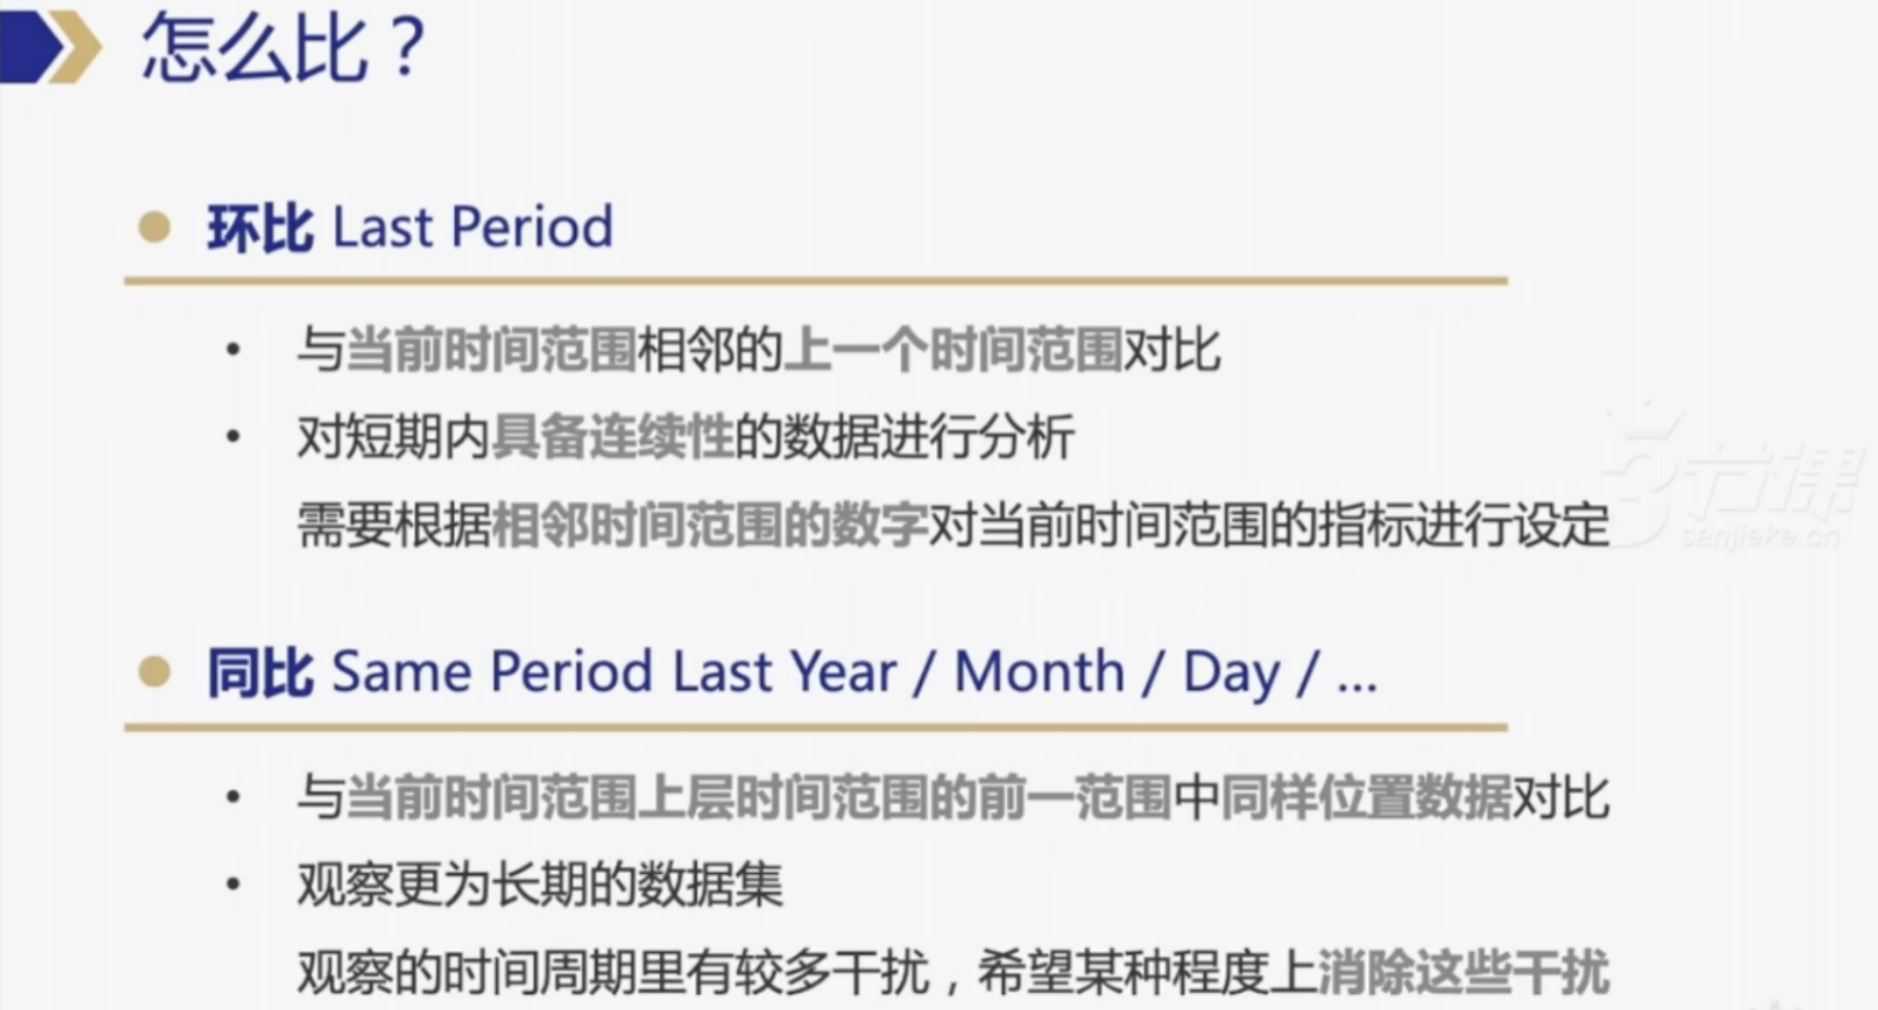 怎么比？
环比 Last Period
• 与当前时间范围相邻的上一个时间范围对比
• 对短期内具备连续性的数据进行分析
需要根据相邻时间范围的数字对当前时间范围的指标进行设定
3节课
sanjieke.cn
同比 Same Period Last Year / Month / Day / ...
• 与当前时间范围上层时间范围的前一范围中同样位置数据对比
• 观察更为长期的数据集
观察的时间周期里有较多干扰，希望某种程度上消除这些干扰